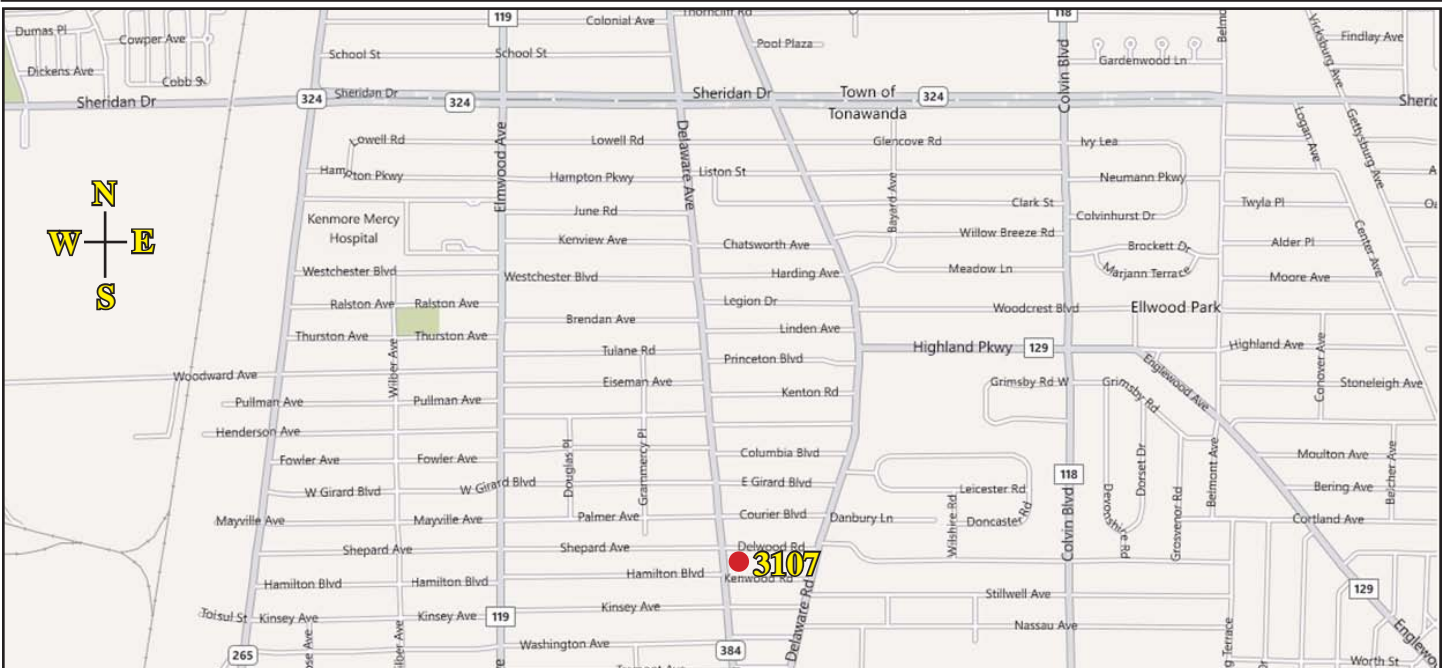 119
118
Colonial Ave
Thorncliff Rd
Dumas Pl
Cowper Ave
School St
School St
Pool Plaza
Colvin Blvd
Gardenwood Ln
Vicksburg Ave
Findlay Ave
Dickens Ave
Cobb
Sheridan Dr
324
Sheridan Dr
324
Sheridan Dr
Town of
Tonawanda
324
Lowell Rd
Elmwood Ave
Lowell Rd
Delaware Ave
Glencove Rd
Ivy Lea
Logan Ave
Gettysburg Ave
Hampton Pkwy
Hampton Pkwy
Liston St
Bayard Ave
Neumann Pkwy
N
W E
S
June Rd
Clark St
Colvinhurst Dr
Twyla Pl
Center Ave
Kenmore Mercy
Hospital
Kenview Ave
Chatsworth Ave
Willow Breeze Rd
Brockett Dr
Alder Pl
Westchester Blvd
Westchester Blvd
Harding Ave
Meadow Ln
Marjann Terrace
Moore Ave
Ralston Ave
Ralston Ave
Legion Dr
Woodcrest Blvd
Ellwood Park
Thurston Ave
Thurston Ave
Brendan Ave
Linden Ave
Wilber Ave
Tulane Rd
Princeton Blvd
Highland Pkwy
129
Highland Ave
Conover Ave
Woodward Ave
Eiseman Ave
Kenton Rd
Grimsby Rd W
Grimsby Rd
Englewood Ave
Stoneleigh Ave
Pullman Ave
Pullman Ave
Henderson Ave
Douglas Pl
Grammercy Pl
Columbia Blvd
Dorset Dr
Belmont Ave
Moulton Ave
Belcher Ave
Fowler Ave
Fowler Ave
118
W Girard Blvd
W Girard Blvd
E Girard Blvd
Leicester Rd
Bering Ave
Mayville Ave
Mayville Ave
Palmer Ave
Courier Blvd
Danbury Ln
Wilshire Rd
Doncaster Rd
Colvin Blvd
Devonshire Rd
Grosvenor Rd
Cortland Ave
Shepard Ave
Shepard Ave
Delwood Rd
3107
Hamilton Blvd
Hamilton Blvd
Hamilton Blvd
Kenwood Rd
129
Kinsey Ave
Kinsey Ave
119
Kinsey Ave
Delaware Rd
Stillwell Ave
Nassau Ave
Washington Ave
265
384
Worth St